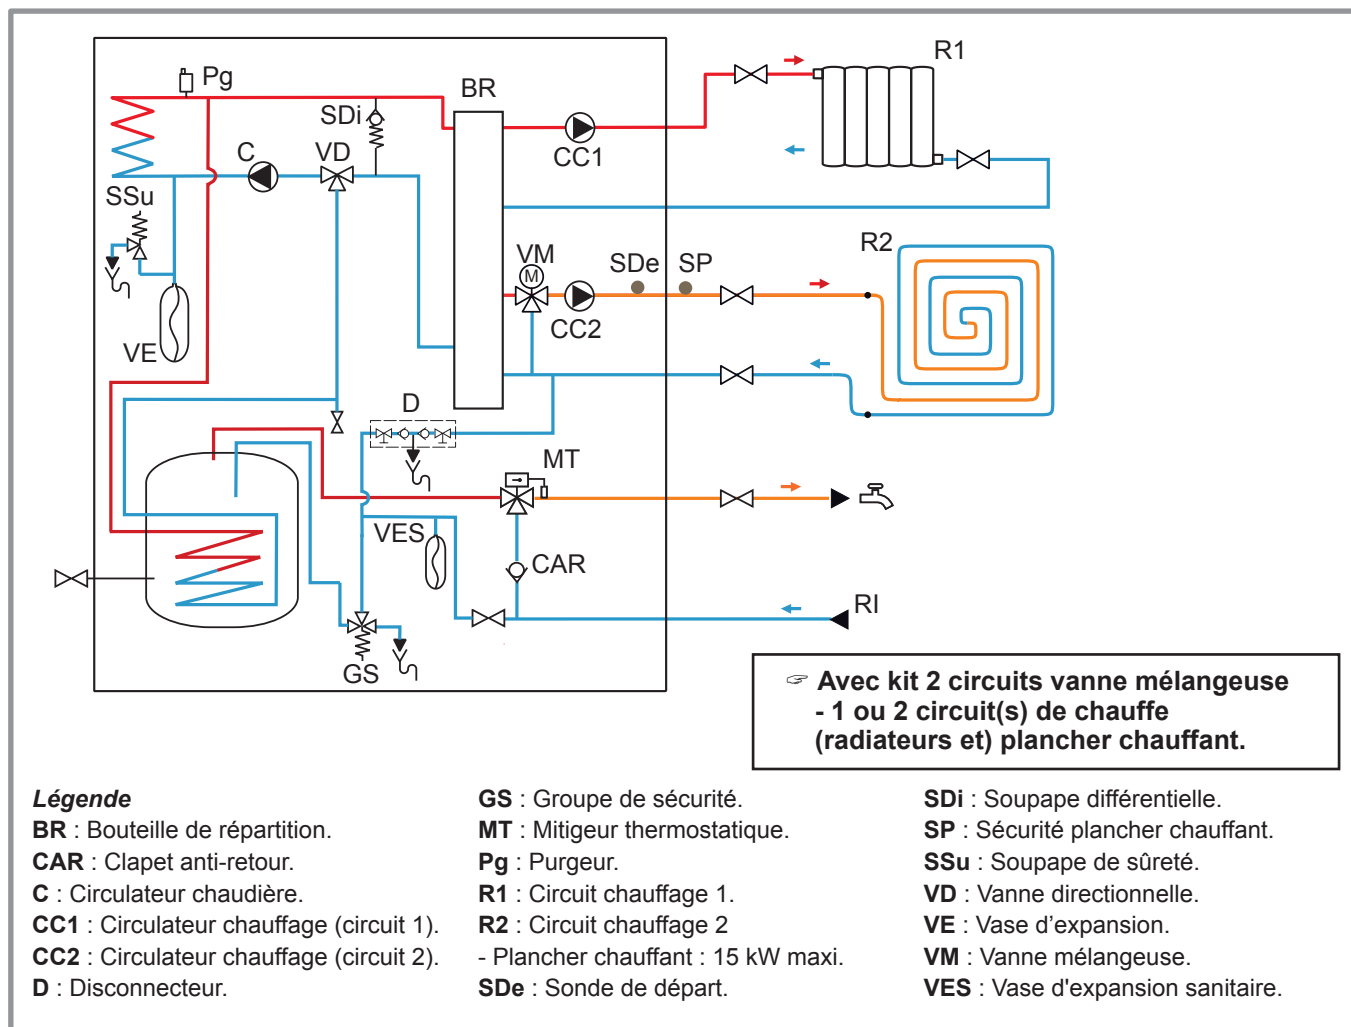 Pg
BR
R1
SDi
C
VD
CC1
SSu
VM
M
SDe
SP
R2
VE
CC2
D
MT
VES
CAR
RI
GS
☞ Avec kit 2 circuits vanne mélangeuse
- 1 ou 2 circuit(s) de chauffe
(radiateurs et) plancher chauffant.
Légende
BR : Bouteille de répartition.
CAR : Clapet anti-retour.
C : Circulateur chaudière.
CC1 : Circulateur chauffage (circuit 1).
CC2 : Circulateur chauffage (circuit 2).
D : Disconnecteur.
GS : Groupe de sécurité.
MT : Mitigeur thermostatique.
Pg : Purgeur.
R1 : Circuit chauffage 1.
R2 : Circuit chauffage 2
- Plancher chauffant : 15 kW maxi.
SDe : Sonde de départ.
SDi : Soupape différentielle.
SP : Sécurité plancher chauffant.
SSu : Soupape de sûreté.
VD : Vanne directionnelle.
VE : Vase d’expansion.
VM : Vanne mélangeuse.
VES : Vase d'expansion sanitaire.